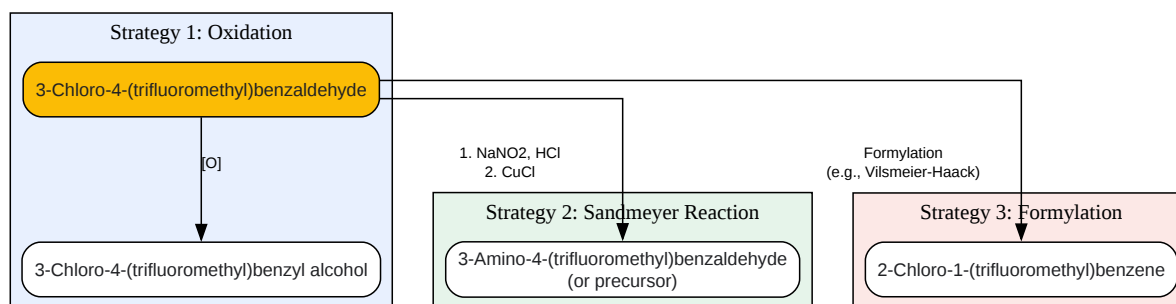 Strategy 1: Oxidation
3-Chloro-4-(trifluoromethyl)benzaldehyde
[O]
3-Chloro-4-(trifluoromethyl)benzyl alcohol
1. NaNO2, HCl
2. CuCl
Strategy 2: Sandmeyer Reaction
3-Amino-4-(trifluoromethyl)benzaldehyde
(or precursor)
Formylation
(e.g., Vilsmeier-Haack)
Strategy 3: Formylation
2-Chloro-1-(trifluoromethyl)benzene